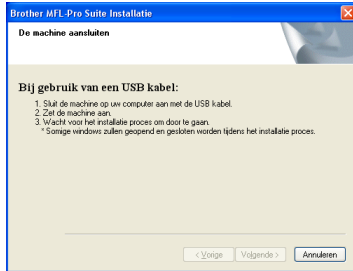 Brother MFL-Pro Suite Installatie
De machine aansluiten
Bij gebruik van een USB kabel:
1. Sluit de machine op uw computer aan met de USB kabel.
2. Zet de machine aan.
3. Wacht voor het installatie proces om door te gaan.
* Somige windows zullen geopend en gesloten worden tijdens het installatie proces.
< Vorige Volgende > Annuleren